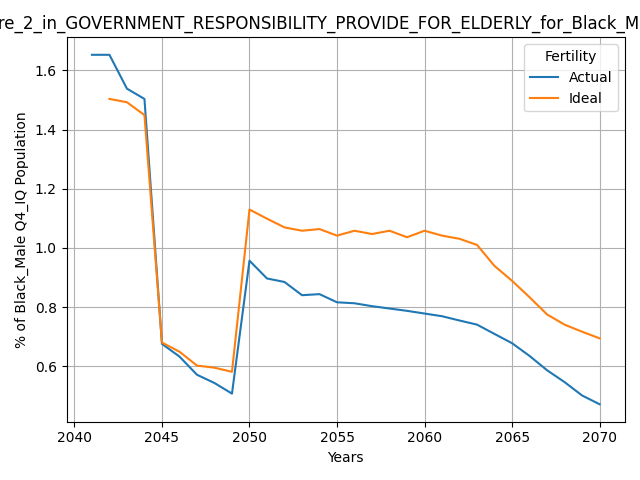 re_2_in_GOVERNMENT_RESPONSIBILITY_PROVIDE_FOR_ELDERLY_for_Black_M
Fertility
Actual
Ideal
% of Black_Male Q4_IQ Population
1.6
1.4
1.2
1.0
0.8
0.6
2040 2045 2050 2055 2060 2065 2070
Years